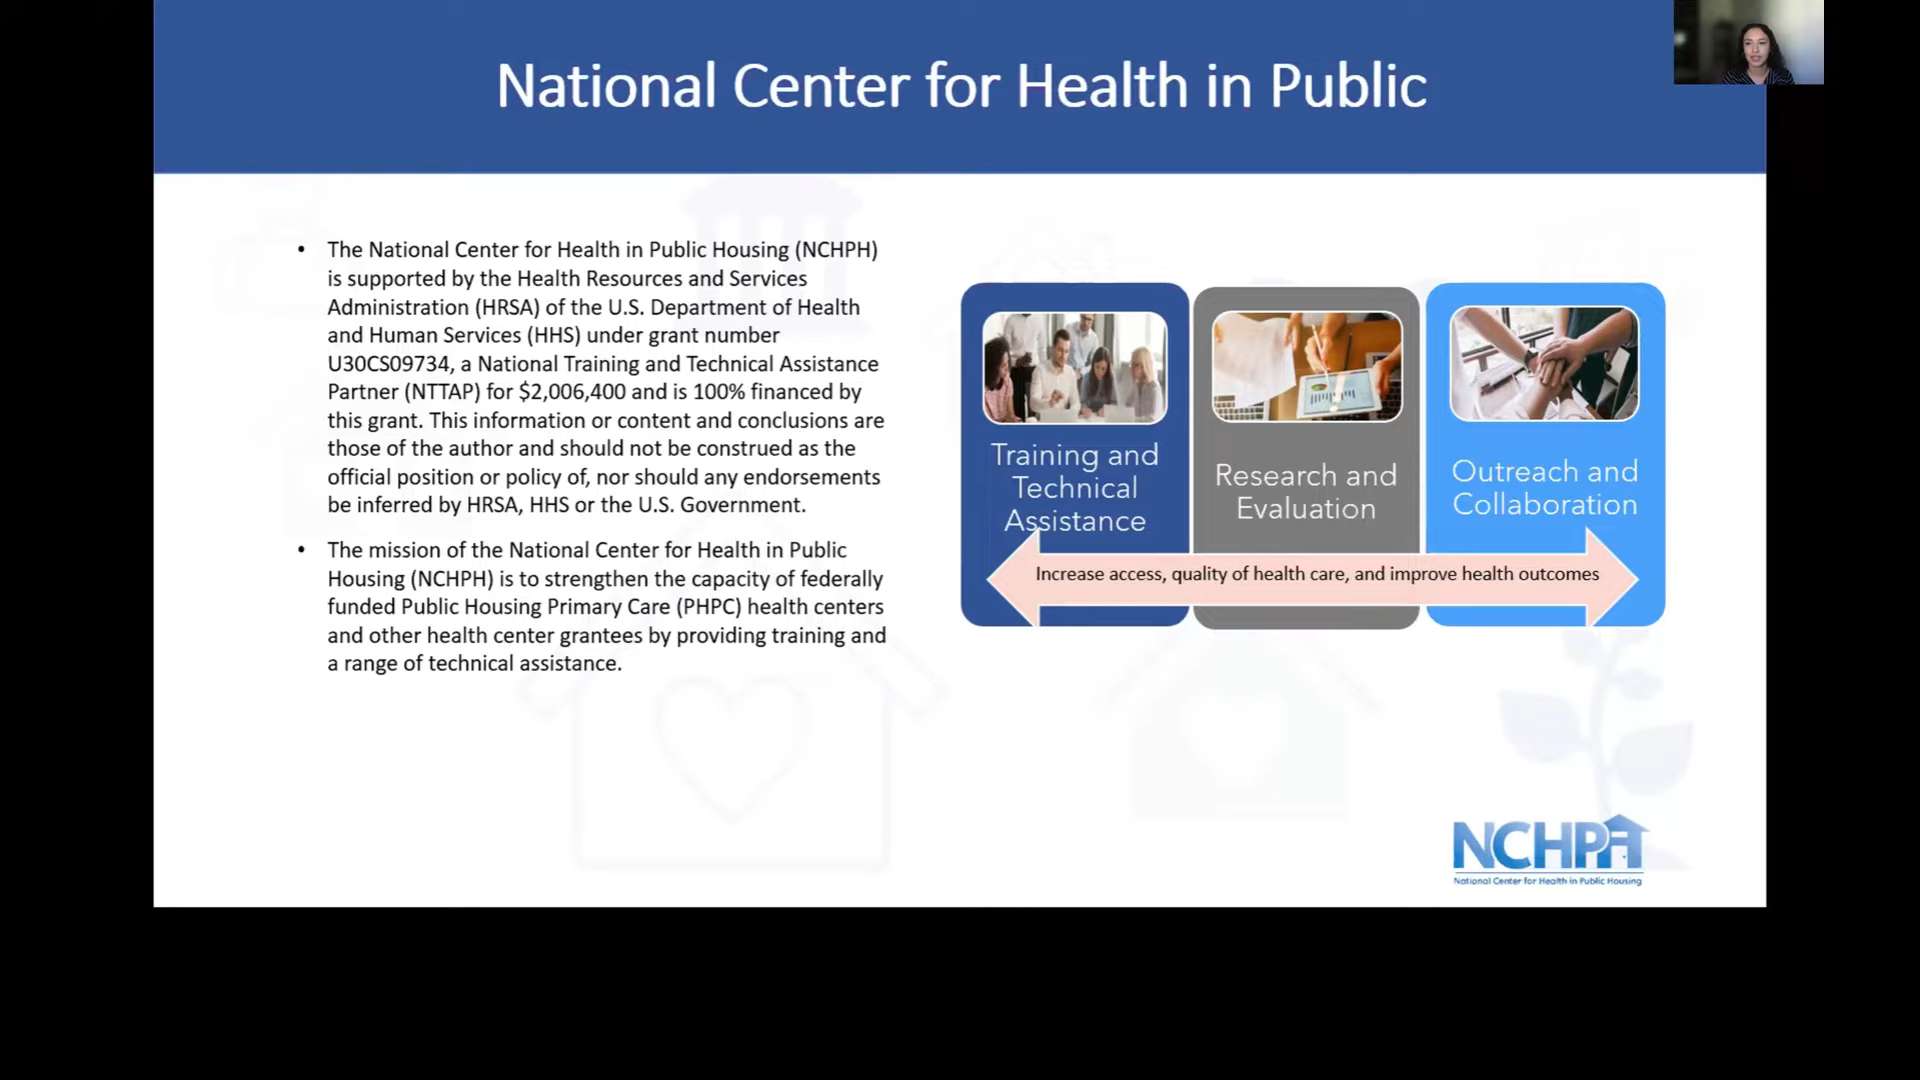 National Center for Health in Public
• The National Center for Health in Public Housing (NCHPH)
is supported by the Health Resources and Services
Administration (HRSA) of the U.S. Department of Health
and Human Services (HHS) under grant number
U30CS09734, a National Training and Technical Assistance
Partner (NTTAP) for $2,006,400 and is 100% financed by
this grant. This information or content and conclusions are
those of the author and should not be construed as the
official position or policy of, nor should any endorsements
be inferred by HRSA, HHS or the U.S. Government.
• The mission of the National Center for Health in Public
Housing (NCHPH) is to strengthen the capacity of federally
funded Public Housing Primary Care (PHPC) health centers
and other health center grantees by providing training and
a range of technical assistance.
Training and
Technical
Assistance
Research and
Evaluation
Outreach and
Collaboration
Increase access, quality of health care, and improve health outcomes
NCHPH
National Center for Health in Public Housing